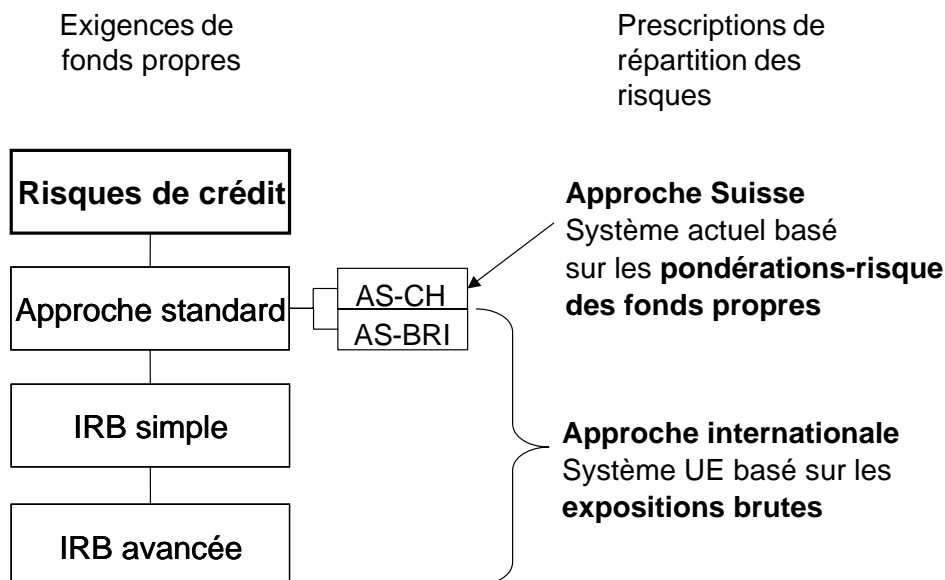 Exigences de
fonds propres
Prescriptions de
répartition des
risques
Risques de crédit
Approche standard
AS-CH
AS-BRI
IRB simple
IRB avancée
Approche Suisse
Système actuel basé
sur les pondérations-risque
des fonds propres
Approche internationale
Système UE basé sur les
expositions brutes